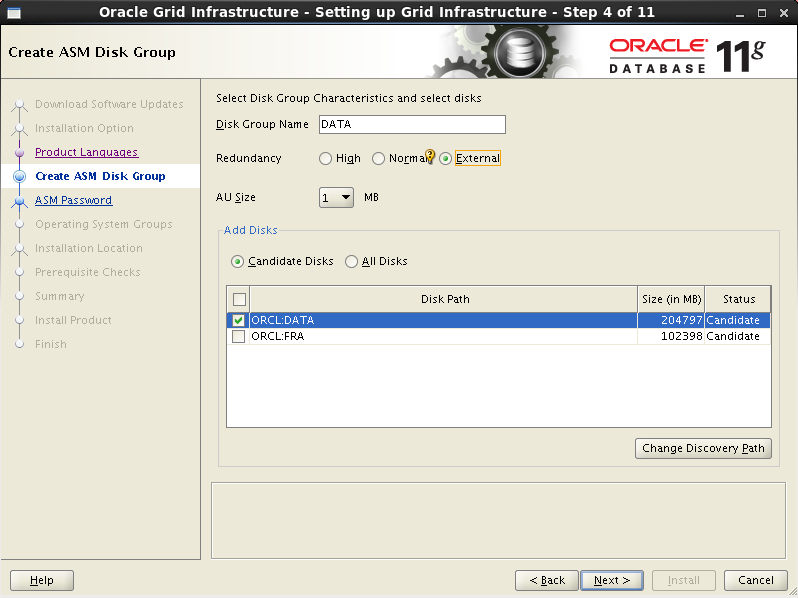 Oracle Grid Infrastructure - Setting up Grid Infrastructure - Step 4 of 11
Create ASM Disk Group
ORACLE
DATABASE 11g
Download Software Updates
Installation Option
Product Languages
Create ASM Disk Group
ASM Password
Operating System Groups
Installation Location
Prerequisite Checks
Summary
Install Product
Finish
Select Disk Group Characteristics and select disks
Disk Group Name DATA
Redundancy High Normal External
AU Size 1 MB
Add Disks
Candidate Disks All Disks
Disk Path Size (in MB) Status
ORCL:DATA 204797 Candidate
ORCL:FRA 102398 Candidate
Change Discovery Path
Help < Back Next > Install Cancel